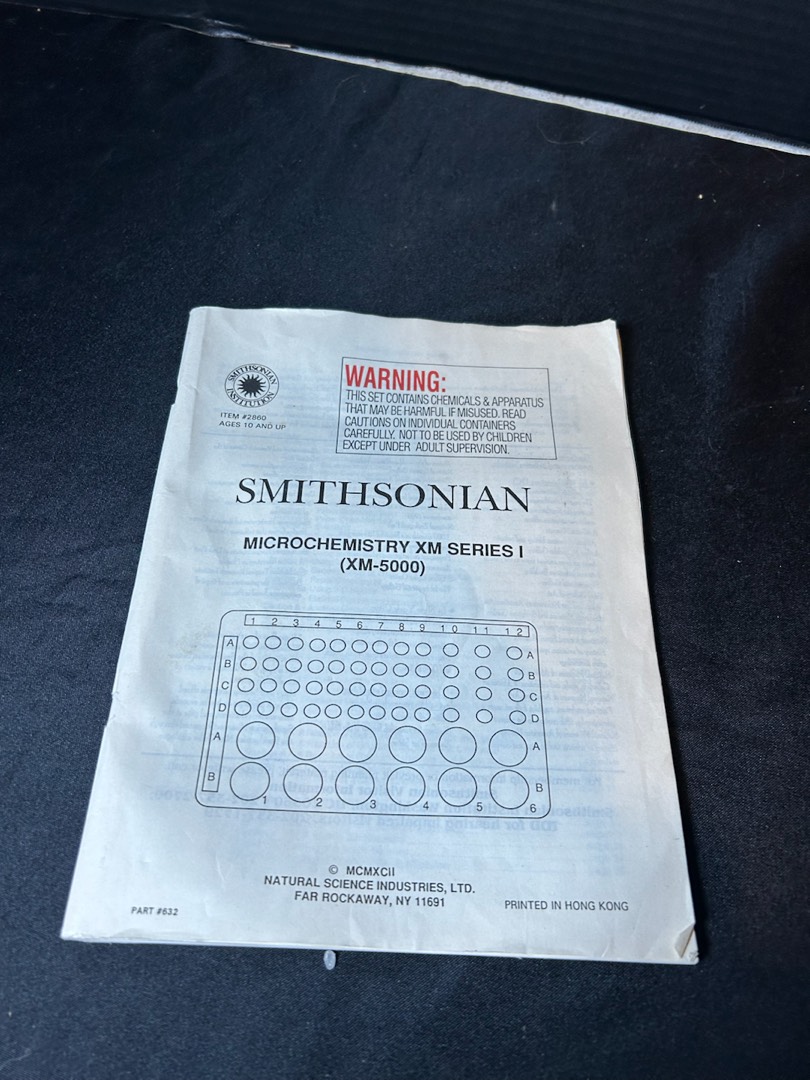 SMITHSONIAN
INSTITUTION
ITEM #2860
AGES 10 AND UP
WARNING:
THIS SET CONTAINS CHEMICALS & APPARATUS
THAT MAY BE HARMFUL IF MISUSED. READ
CAUTIONS ON INDIVIDUAL CONTAINERS
CAREFULLY. NOT TO BE USED BY CHILDREN
EXCEPT UNDER ADULT SUPERVISION.
SMITHSONIAN
MICROCHEMISTRY XM SERIES I
(XM-5000)
1 2 3 4 5 6 7 8 9 10 11 12
A A
B B
C C
D D
A A
B B
1 2 3 4 5 6
© MCMXCII
NATURAL SCIENCE INDUSTRIES, LTD.
FAR ROCKAWAY, NY 11691
PART #632
PRINTED IN HONG KONG